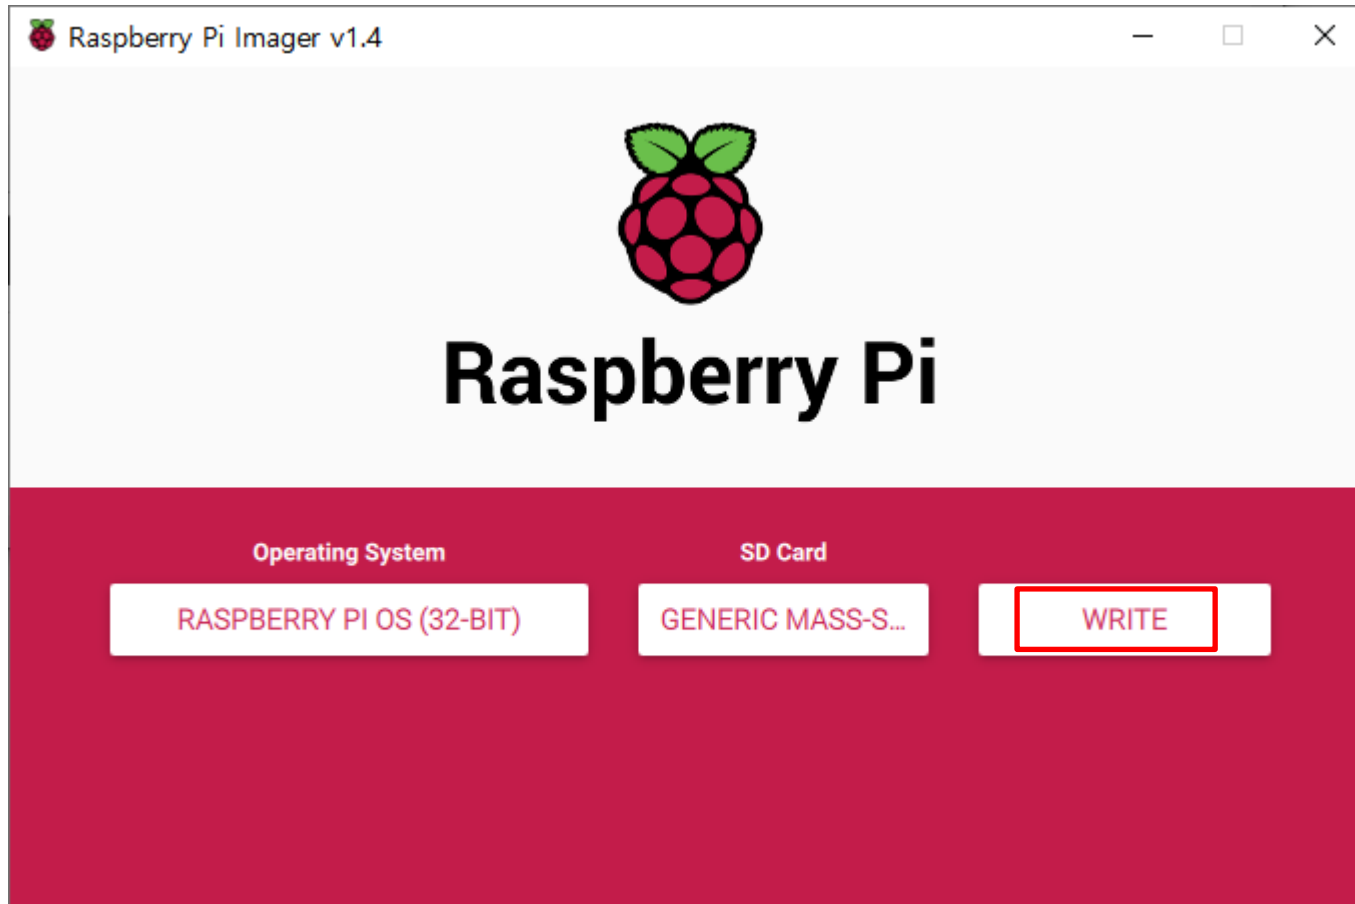 Raspberry Pi Imager v1.4
Raspberry Pi
Operating System
SD Card
RASPBERRY PI OS (32-BIT)
GENERIC MASS-S...
WRITE